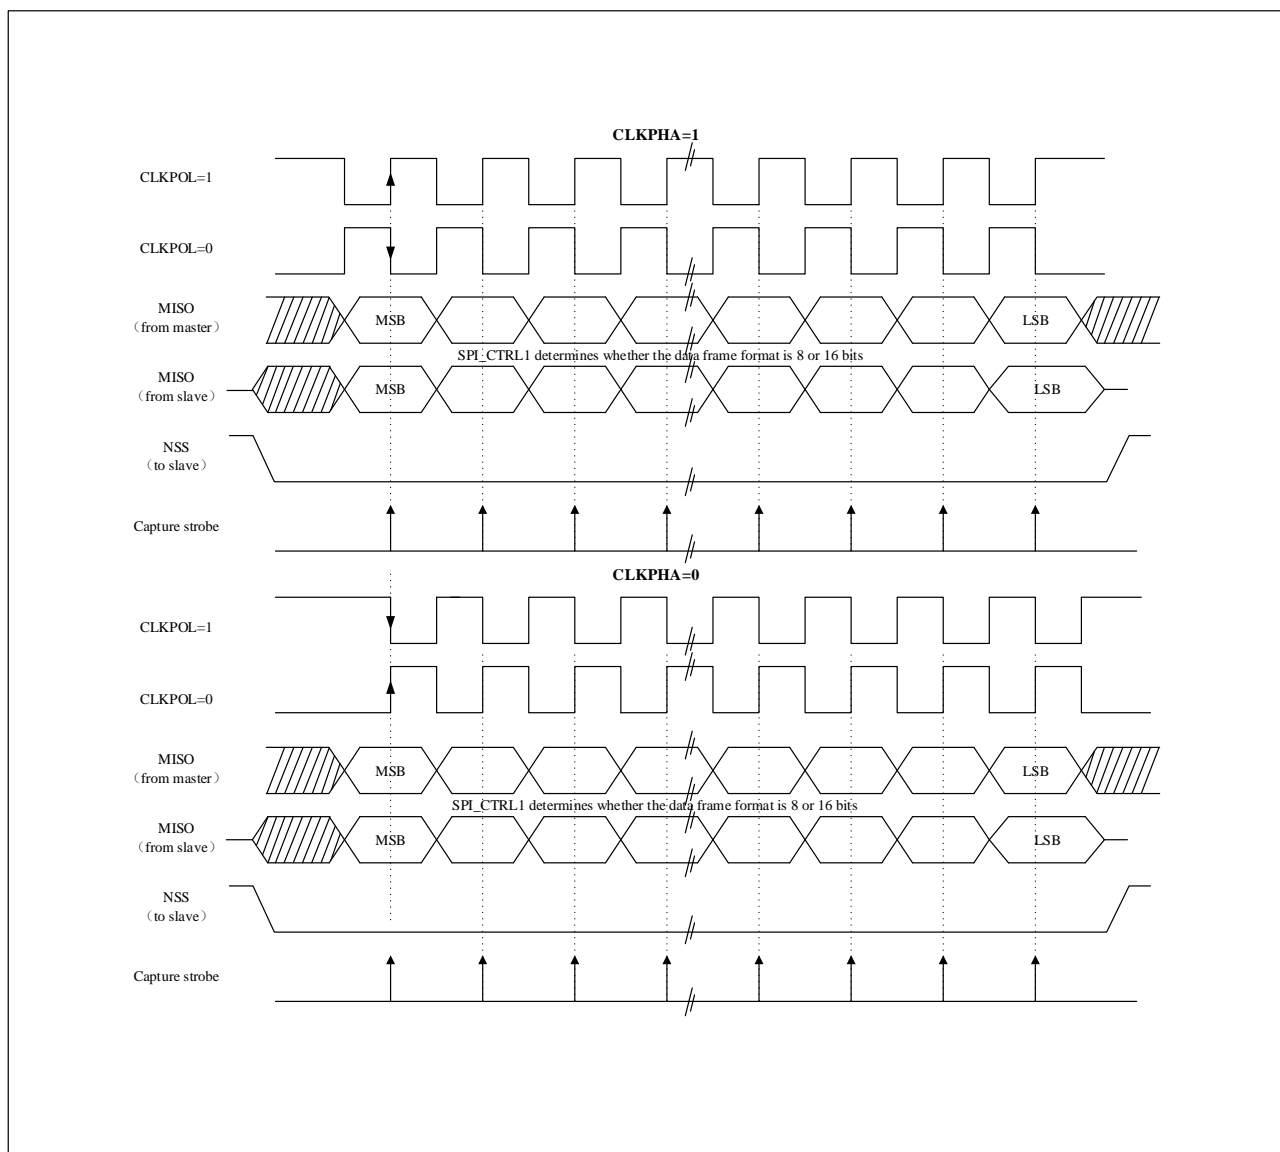 CLKPHA=1
CLKPOL=1
CLKPOL=0
MISO
（from master）
MSB
LSB
SPI_CTRL1 determines whether the data frame format is 8 or 16 bits
MISO
（from slave）
MSB
LSB
NSS
（to slave）
Capture strobe
CLKPHA=0
CLKPOL=1
CLKPOL=0
MISO
（from master）
MSB
LSB
SPI_CTRL1 determines whether the data frame format is 8 or 16 bits
MISO
（from slave）
MSB
LSB
NSS
（to slave）
Capture strobe